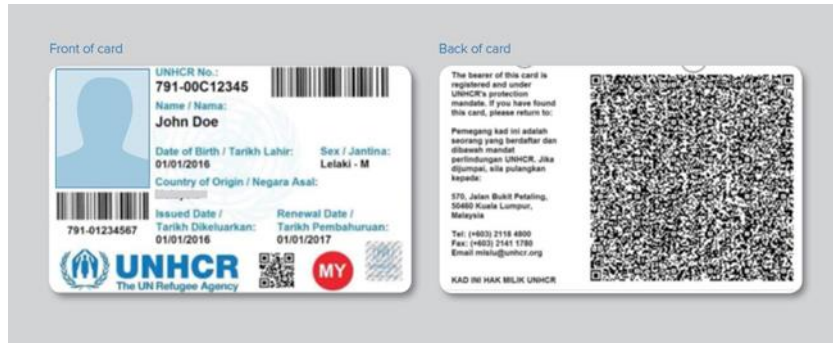 Front of card
UNHCR No.:
791-00C12345
Name / Nama:
John Doe
Date of Birth / Tarikh Lahir:
01/01/2016
Sex / Jantina:
Lelaki - M
Country of Origin / Negara Asal:
791-01234567
Issued Date /
Tarikh Dikeluarkan:
01/01/2016
Renewal Date /
Tarikh Pembahuruan:
01/01/2017
UNHCR
The UN Refugee Agency
MY
Back of card
The bearer of this card is
registered and under
UNHCR's protection
mandate. If you have found
this card, please return to:
Pemegang kad ini adalah
seorang yang berdaftar dan
dibawah mandat
perlindungan UNHCR. Jika
dijumpai, sila pulangkan
kepada:
570, Jalan Bukit Petaling,
50460 Kuala Lumpur,
Malaysia
Tel: (+603) 2118 4800
Fax: (+603) 2141 1780
Email mislu@unhcr.org
KAD INI HAK MILIK UNHCR